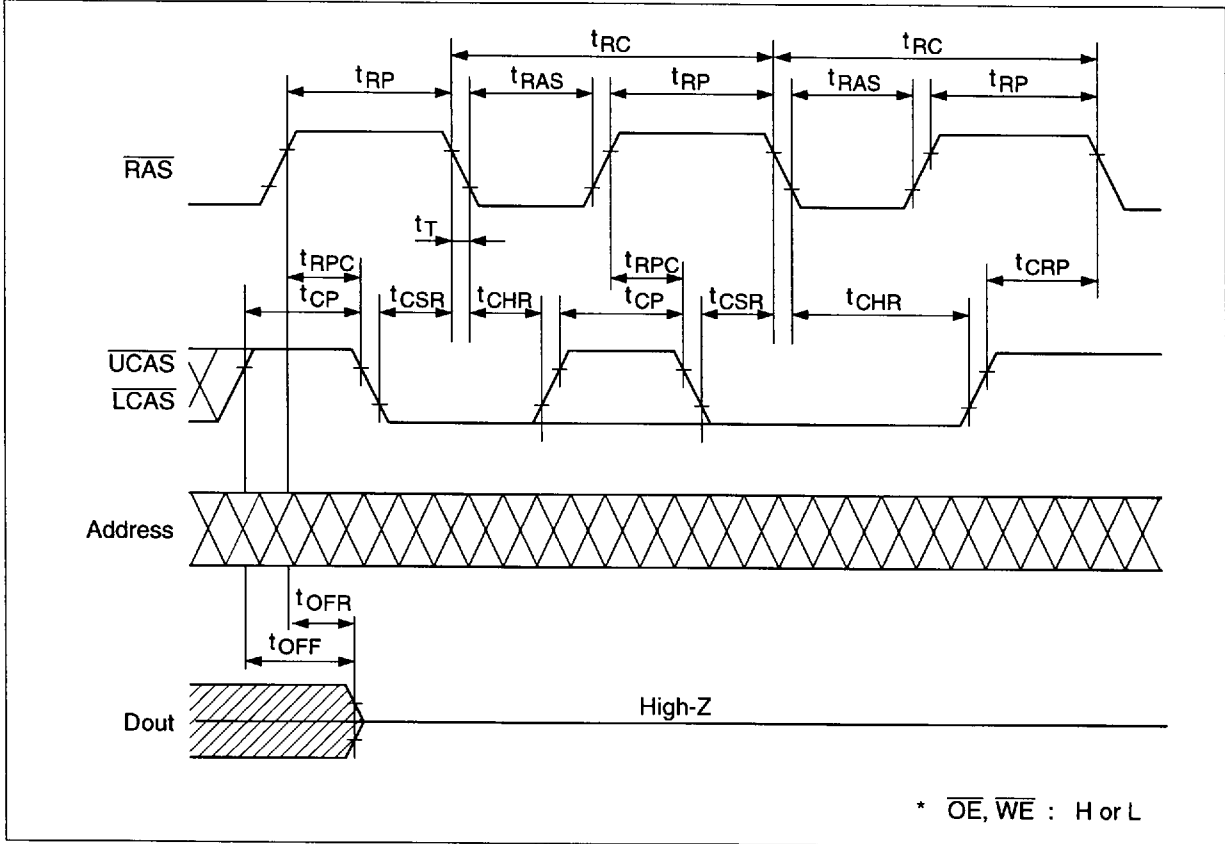 tRC tRC
tRP tRAS tRP tRAS tRP
RAS
tT
tRPC tRPC tCRP
tCP tCSR tCHR tCP tCSR tCHR
UCAS
LCAS
Address
tOFR
tOFF
High-Z
Dout
* OE, WE : H or L